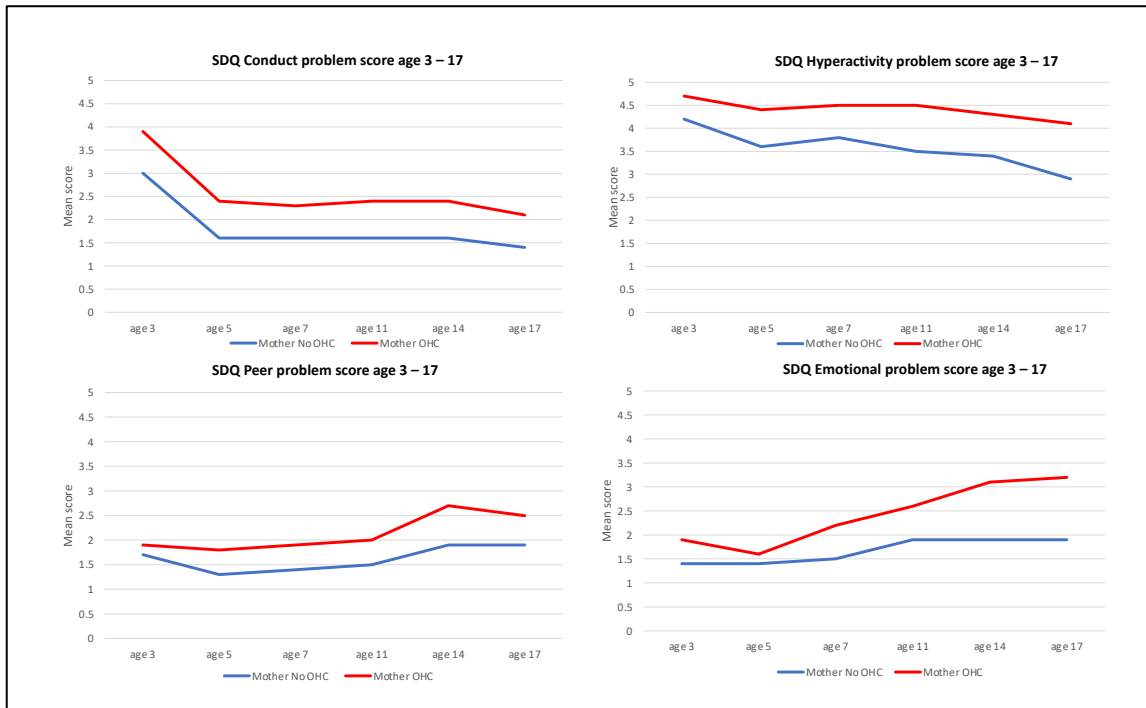 SDQ Conduct problem score age 3 – 17
5
4.5
4
3.5
3
2.5
2
1.5
1
0.5
0
Mean score
age 3
age 5
age 7
age 11
age 14
age 17
Mother No OHC
Mother OHC
SDQ Hyperactivity problem score age 3 – 17
5
4.5
4
3.5
3
2.5
2
1.5
1
0.5
0
Mean score
age 3
age 5
age 7
age 11
age 14
age 17
Mother No OHC
Mother OHC
SDQ Peer problem score age 3 – 17
5
4.5
4
3.5
3
2.5
2
1.5
1
0.5
0
Mean score
age 3
age 5
age 7
age 11
age 14
age 17
Mother No OHC
Mother OHC
SDQ Emotional problem score age 3 – 17
5
4.5
4
3.5
3
2.5
2
1.5
1
0.5
0
Mean score
age 3
age 5
age 7
age 11
age 14
age 17
Mother No OHC
Mother OHC